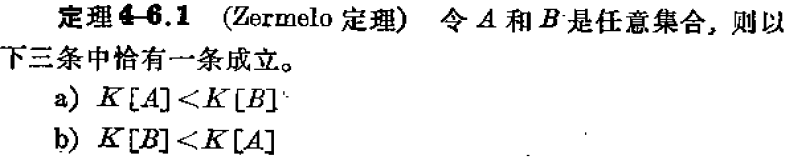 定理4-6.1 (Zermelo 定理) 令 A 和 B 是任意集合,则以
下三条中恰有一条成立。
a) K[A]<K[B]
b) K[B]<K[A]